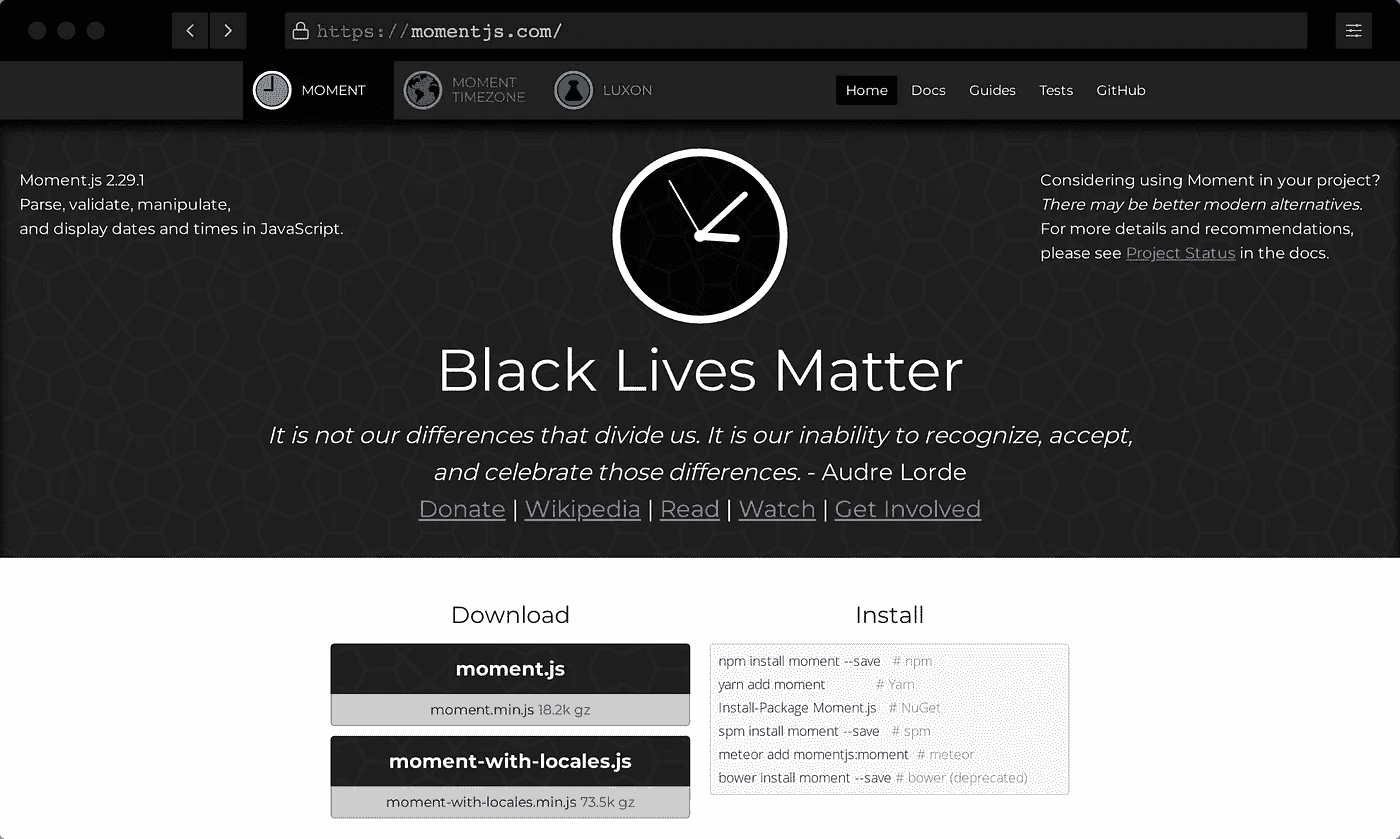 https://momentjs.com/
MOMENT
MOMENT
TIMEZONE
LUXON
Home Docs Guides Tests GitHub
Moment.js 2.29.1
Parse, validate, manipulate,
and display dates and times in JavaScript.
Considering using Moment in your project?
There may be better modern alternatives.
For more details and recommendations,
please see Project Status in the docs.
Black Lives Matter
It is not our differences that divide us. It is our inability to recognize, accept,
and celebrate those differences. - Audre Lorde
Donate | Wikipedia | Read | Watch | Get Involved
Download
moment.js
moment.min.js 18.2k gz
moment-with-locales.js
moment-with-locales.min.js 73.5k gz
Install
npm install moment --save # npm
yarn add moment # Yarn
Install-Package Moment.js # NuGet
spm install moment --save # spm
meteor add momentjs:moment # meteor
bower install moment --save # bower (deprecated)